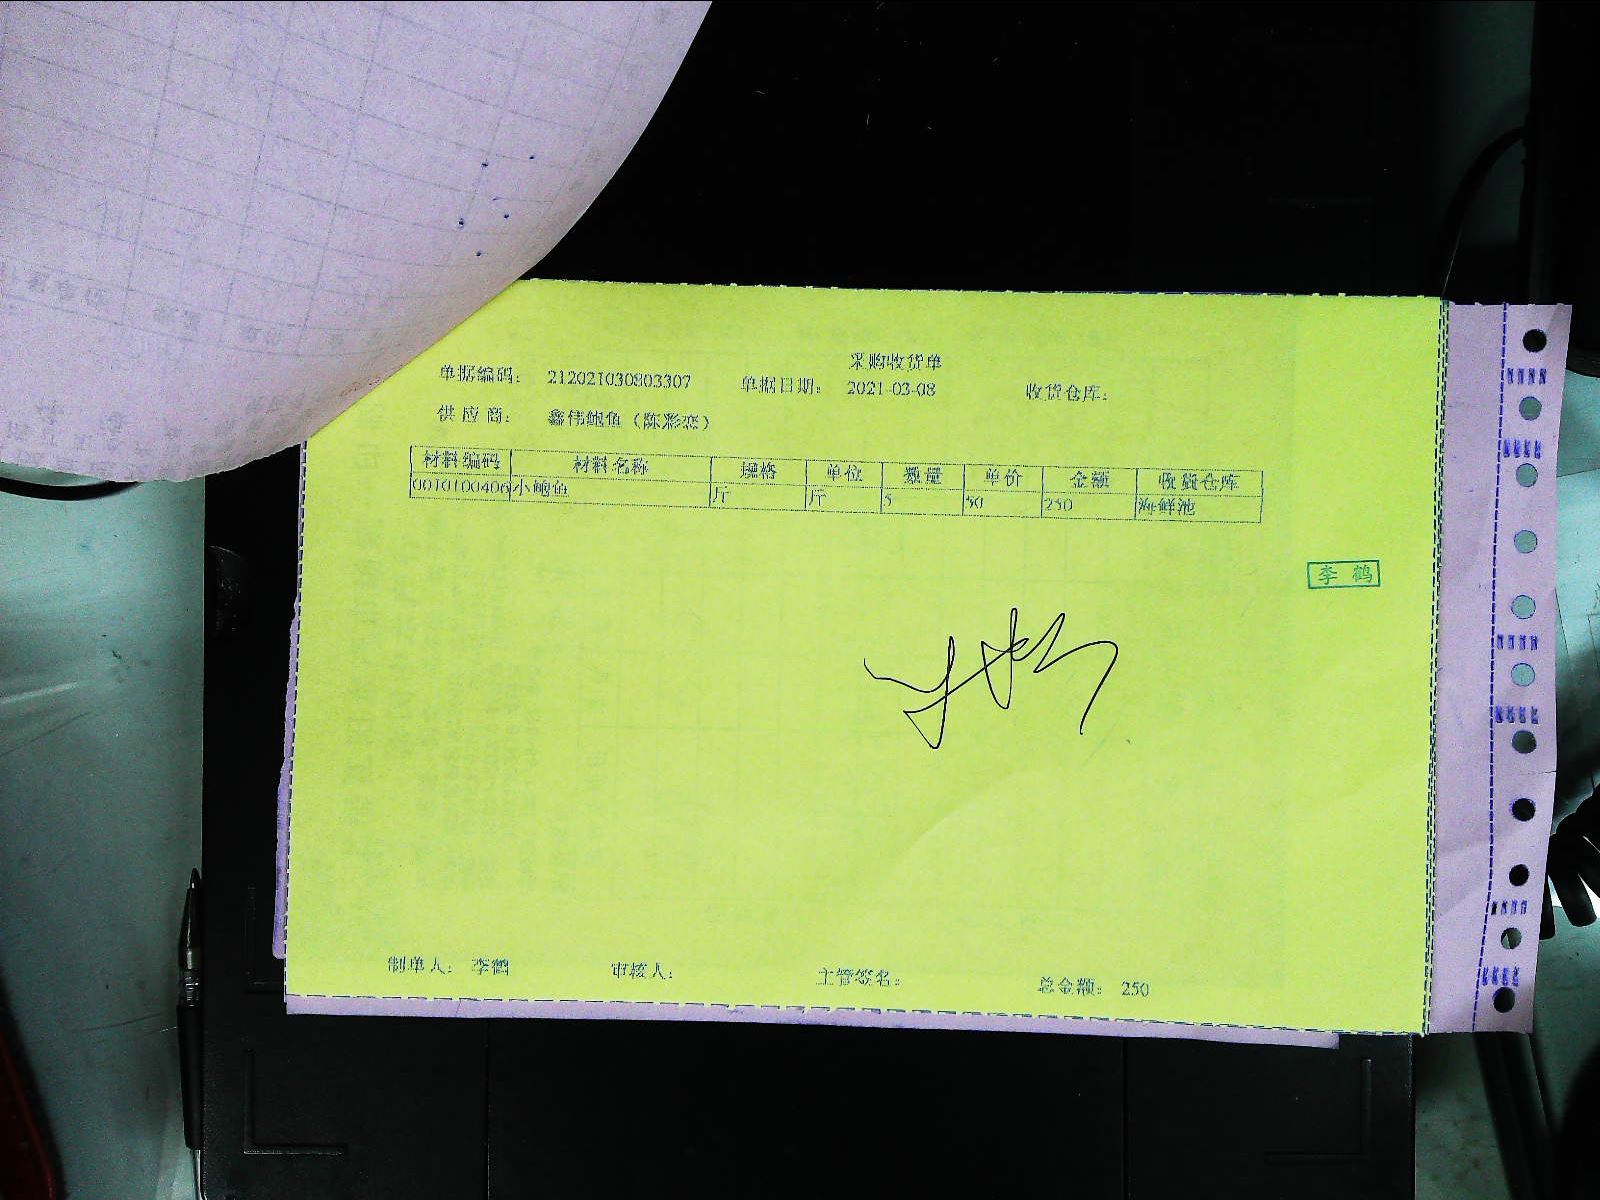 采购收货单
单据编码: 212021030803307 单据日期: 2021-03-08 收货仓库:
供应商: 鑫伟鲍鱼（陈彩恋）
材料编码 材料名称 规格 单位 数量 单价 金额 收货仓库
0010100406 小鲍鱼 斤 斤 5 50 250 海鲜池
李鹤
制单人: 李鹤 审核人: 主管签名: 总金额: 250